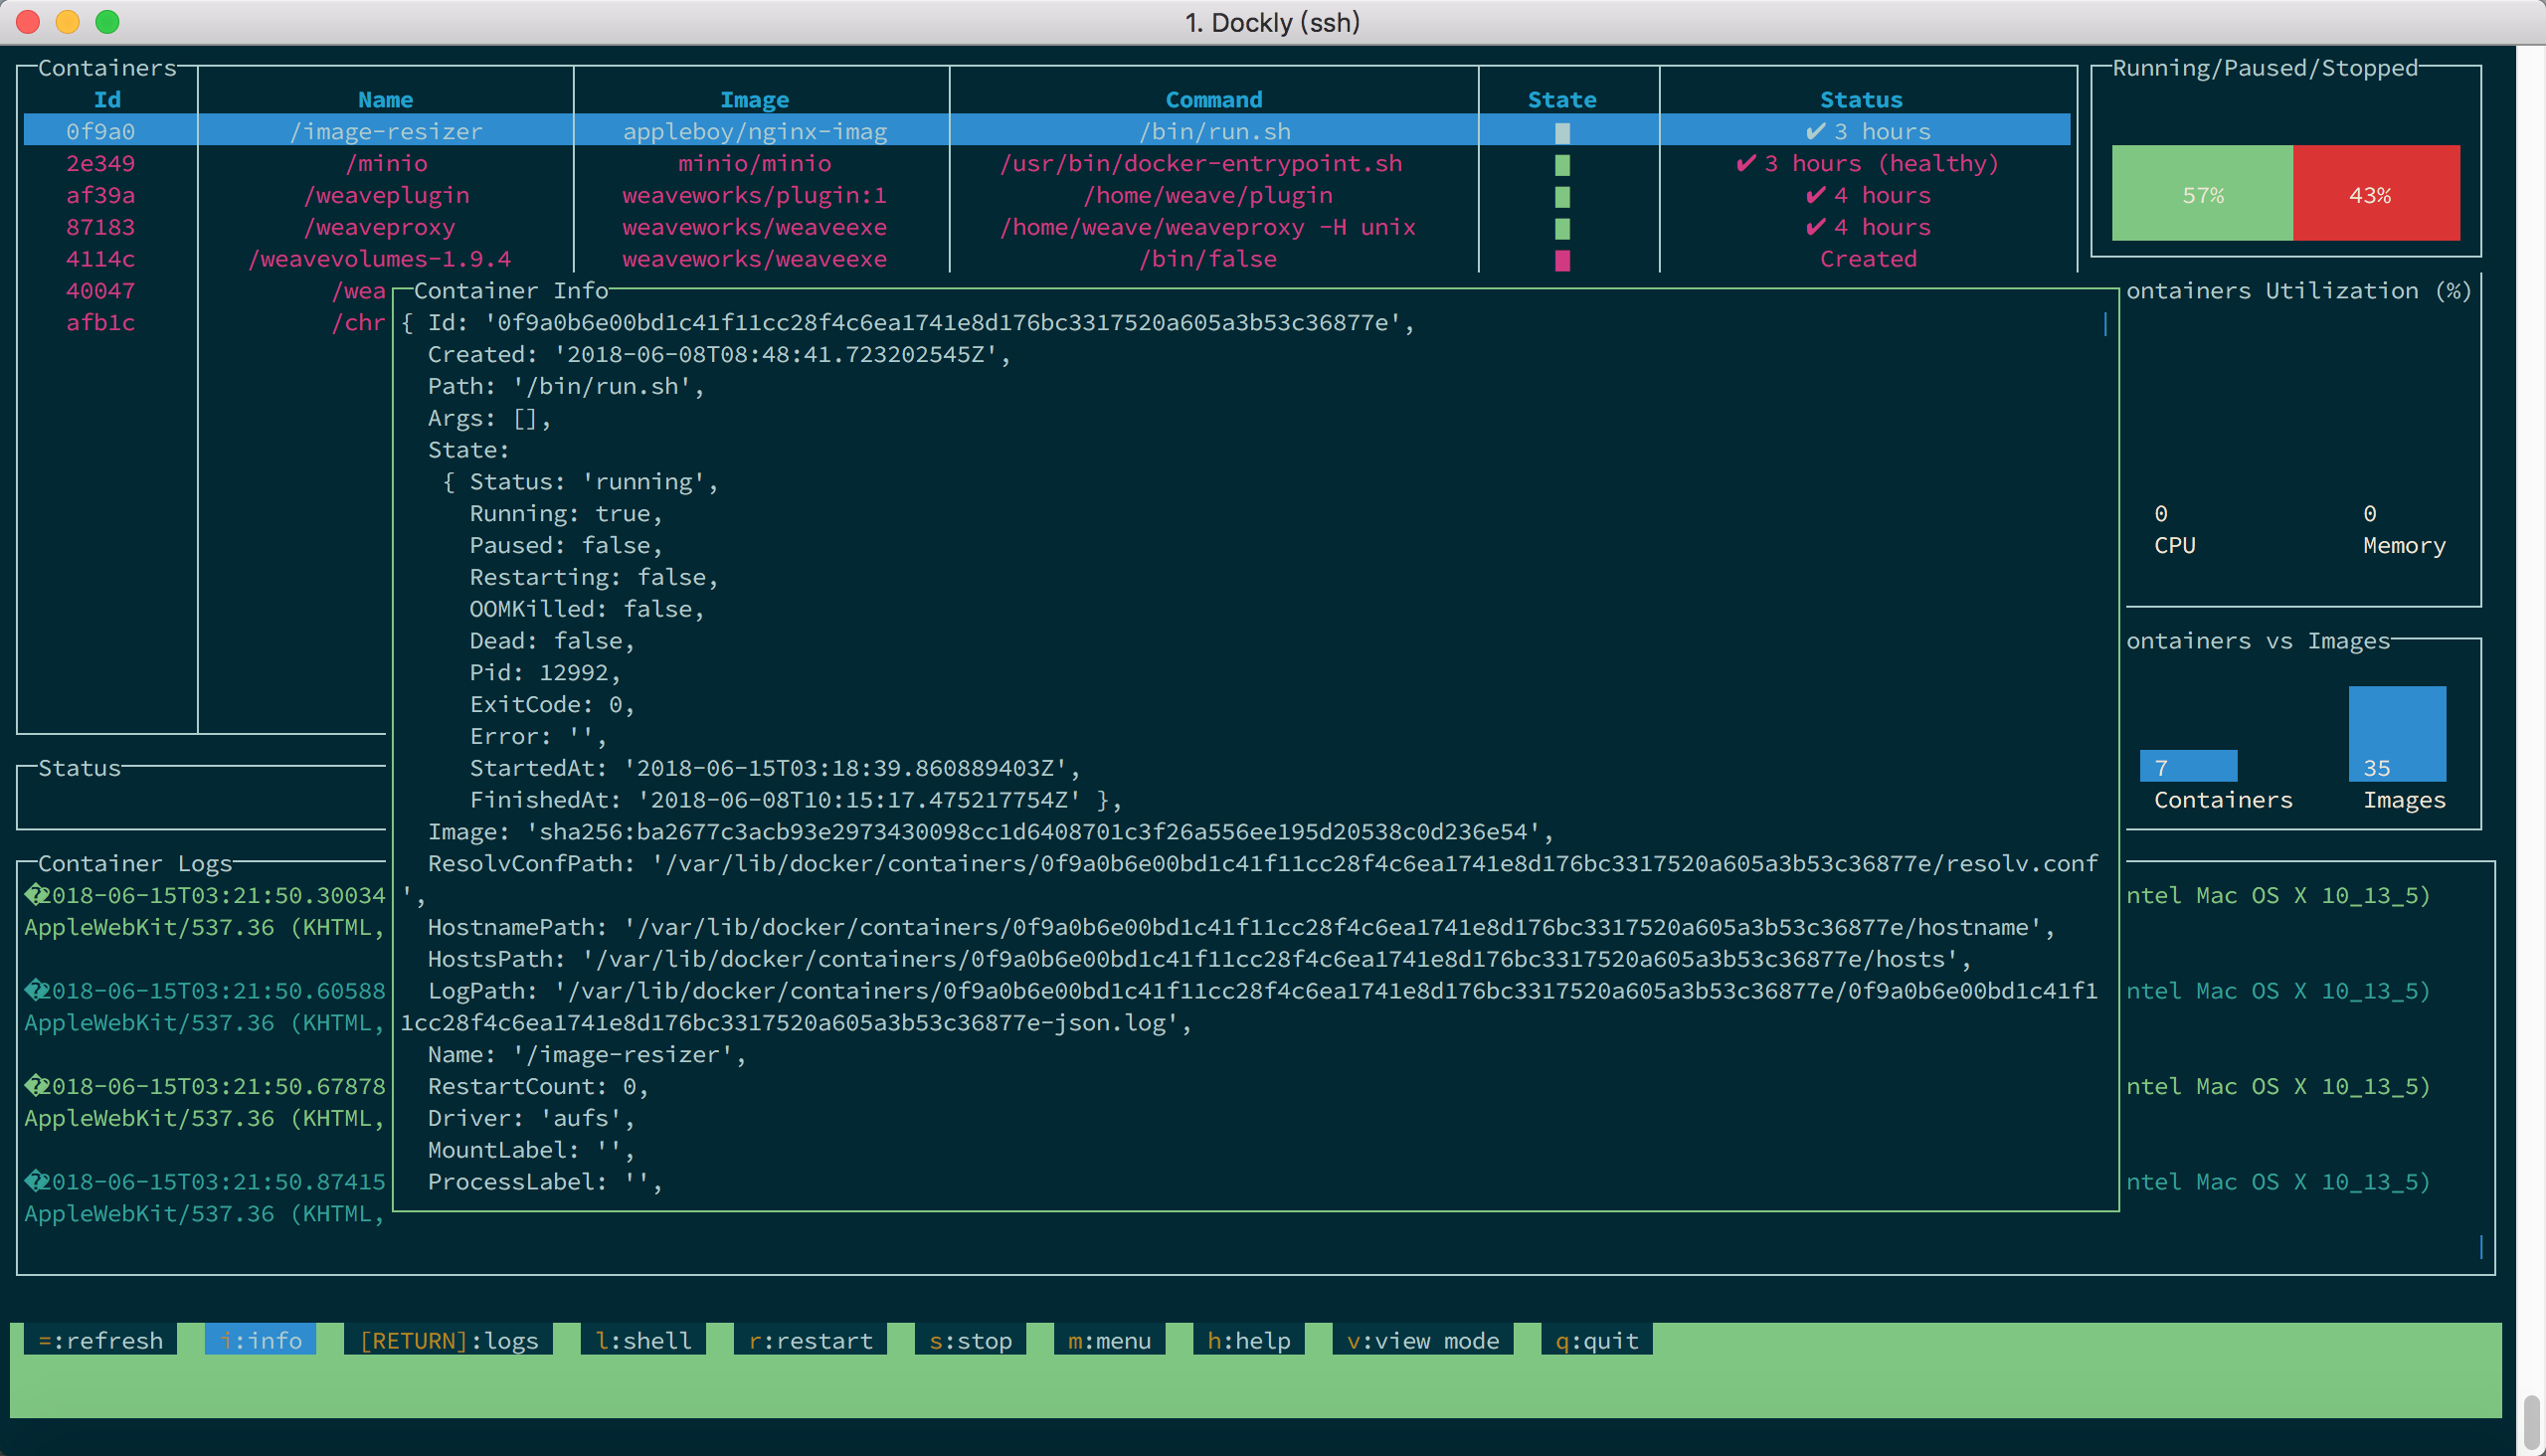 1. Dockly (ssh)
Containers
Id Name Image Command State Status
0f9a0 /image-resizer appleboy/nginx-imag /bin/run.sh ✔ 3 hours
2e349 /minio minio/minio /usr/bin/docker-entrypoint.sh ✔ 3 hours (healthy)
af39a /weaveplugin weaveworks/plugin:1 /home/weave/plugin ✔ 4 hours
87183 /weaveproxy weaveworks/weaveexe /home/weave/weaveproxy -H unix ✔ 4 hours
4114c /weavevolumes-1.9.4 weaveworks/weaveexe /bin/false Created
40047 /wea
afb1c /chr
Running/Paused/Stopped
57% 43%
ontainers Utilization (%)
0 0
CPU Memory
ontainers vs Images
7 35
Containers Images
Container Info
{ Id: '0f9a0b6e00bd1c41f11cc28f4c6ea1741e8d176bc3317520a605a3b53c36877e',
Created: '2018-06-08T08:48:41.723202545Z',
Path: '/bin/run.sh',
Args: [],
State:
{ Status: 'running',
Running: true,
Paused: false,
Restarting: false,
OOMKilled: false,
Dead: false,
Pid: 12992,
ExitCode: 0,
Error: '',
StartedAt: '2018-06-15T03:18:39.860889403Z',
FinishedAt: '2018-06-08T10:15:17.475217754Z' },
Image: 'sha256:ba2677c3acb93e2973430098cc1d6408701c3f26a556ee195d20538c0d236e54',
ResolvConfPath: '/var/lib/docker/containers/0f9a0b6e00bd1c41f11cc28f4c6ea1741e8d176bc3317520a605a3b53c36877e/resolv.conf
',
HostnamePath: '/var/lib/docker/containers/0f9a0b6e00bd1c41f11cc28f4c6ea1741e8d176bc3317520a605a3b53c36877e/hostname',
HostsPath: '/var/lib/docker/containers/0f9a0b6e00bd1c41f11cc28f4c6ea1741e8d176bc3317520a605a3b53c36877e/hosts',
LogPath: '/var/lib/docker/containers/0f9a0b6e00bd1c41f11cc28f4c6ea1741e8d176bc3317520a605a3b53c36877e/0f9a0b6e00bd1c41f1
1cc28f4c6ea1741e8d176bc3317520a605a3b53c36877e-json.log',
Name: '/image-resizer',
RestartCount: 0,
Driver: 'aufs',
MountLabel: '',
ProcessLabel: '',
Status
Container Logs
�2018-06-15T03:21:50.30034 ntel Mac OS X 10_13_5)
AppleWebKit/537.36 (KHTML,
�2018-06-15T03:21:50.60588 ntel Mac OS X 10_13_5)
AppleWebKit/537.36 (KHTML,
�2018-06-15T03:21:50.67878 ntel Mac OS X 10_13_5)
AppleWebKit/537.36 (KHTML,
�2018-06-15T03:21:50.87415 ntel Mac OS X 10_13_5)
AppleWebKit/537.36 (KHTML,
=:refresh i:info [RETURN]:logs l:shell r:restart s:stop m:menu h:help v:view mode q:quit